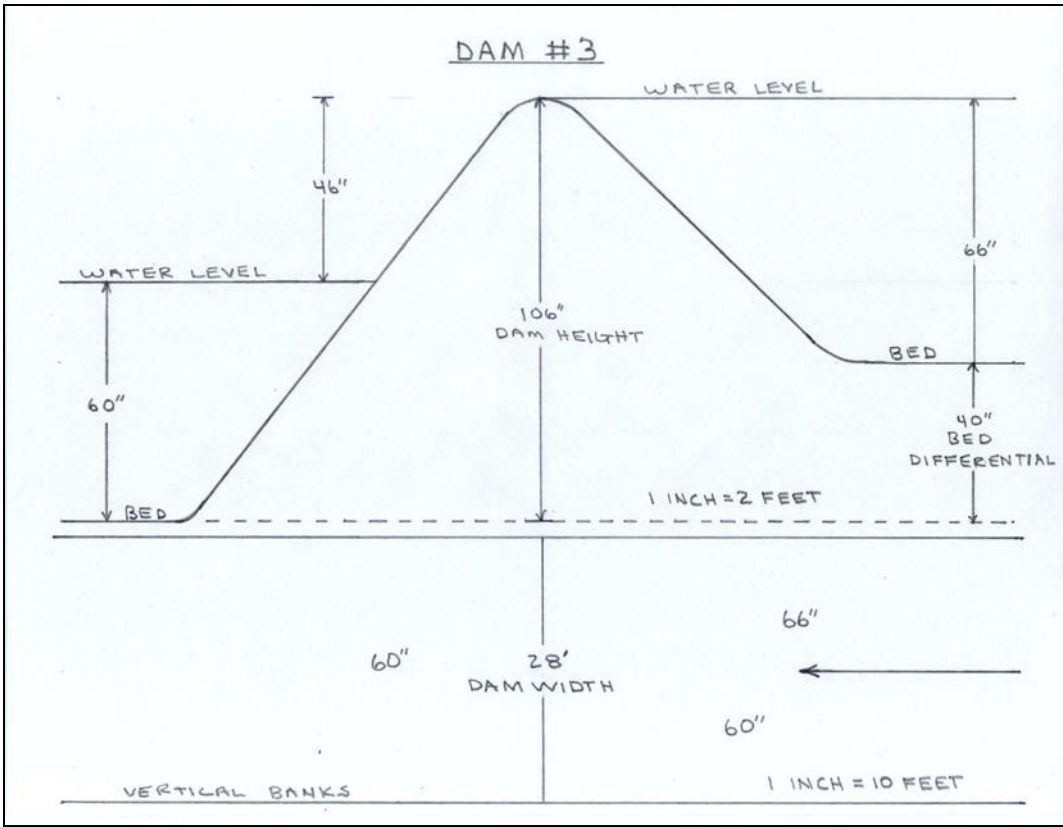 DAM #3
WATER LEVEL
46"
66"
WATER LEVEL
106"
DAM HEIGHT
BED
60"
40"
BED
DIFFERENTIAL
1 INCH = 2 FEET
BED
66"
60"
28'
DAM WIDTH
60"
1 INCH = 10 FEET
VERTICAL BANKS